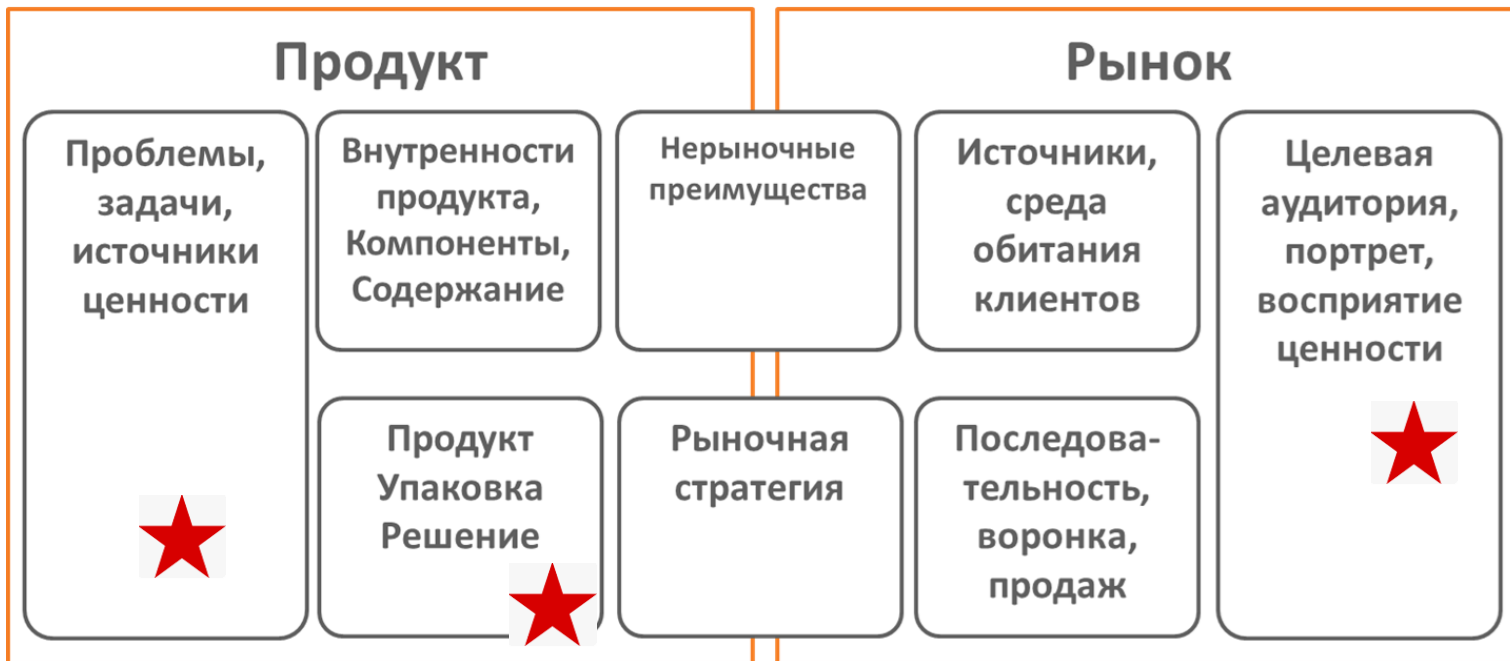 Продукт
Рынок
Проблемы,
задачи,
источники
ценности
Внутренности
продукта,
Компоненты,
Содержание
Нерыночные
преимущества
Источники,
среда
обитания
клиентов
Целевая
аудитория,
портрет,
восприятие
ценности
Продукт
Упаковка
Решение
Рыночная
стратегия
Последова-
тельность,
воронка,
продаж